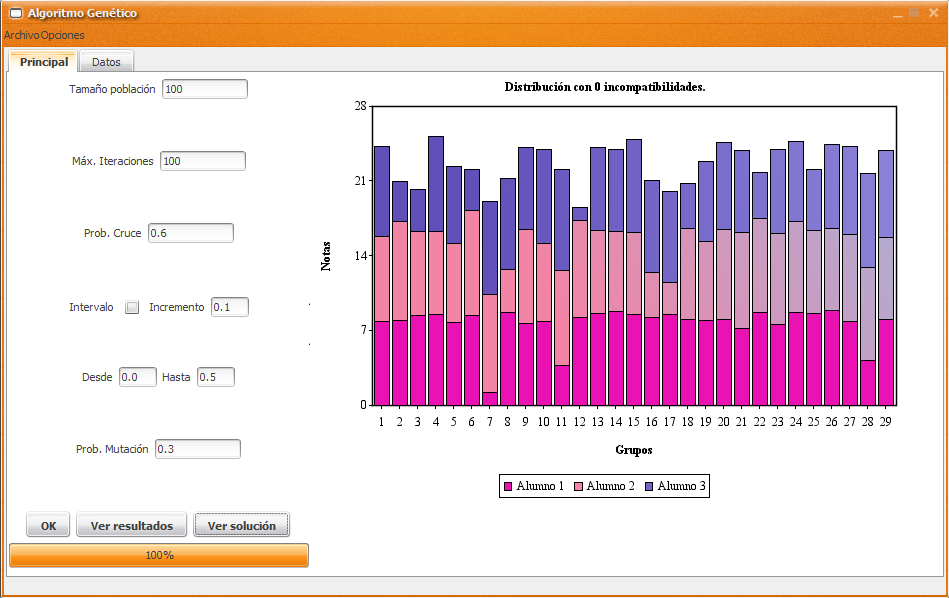 Algoritmo Genético
Archivo Opciones
Principal Datos
Tamaño población 100
Máx. Iteraciones 100
Prob. Cruce 0.6
Intervalo Incremento 0.1
Desde 0.0 Hasta 0.5
Prob. Mutación 0.3
OK Ver resultados Ver solución
100%
Distribución con 0 incompatibilidades.
28
21
14
7
0
Notas
1 2 3 4 5 6 7 8 9 10 11 12 13 14 15 16 17 18 19 20 21 22 23 24 25 26 27 28 29
Grupos
Alumno 1 Alumno 2 Alumno 3